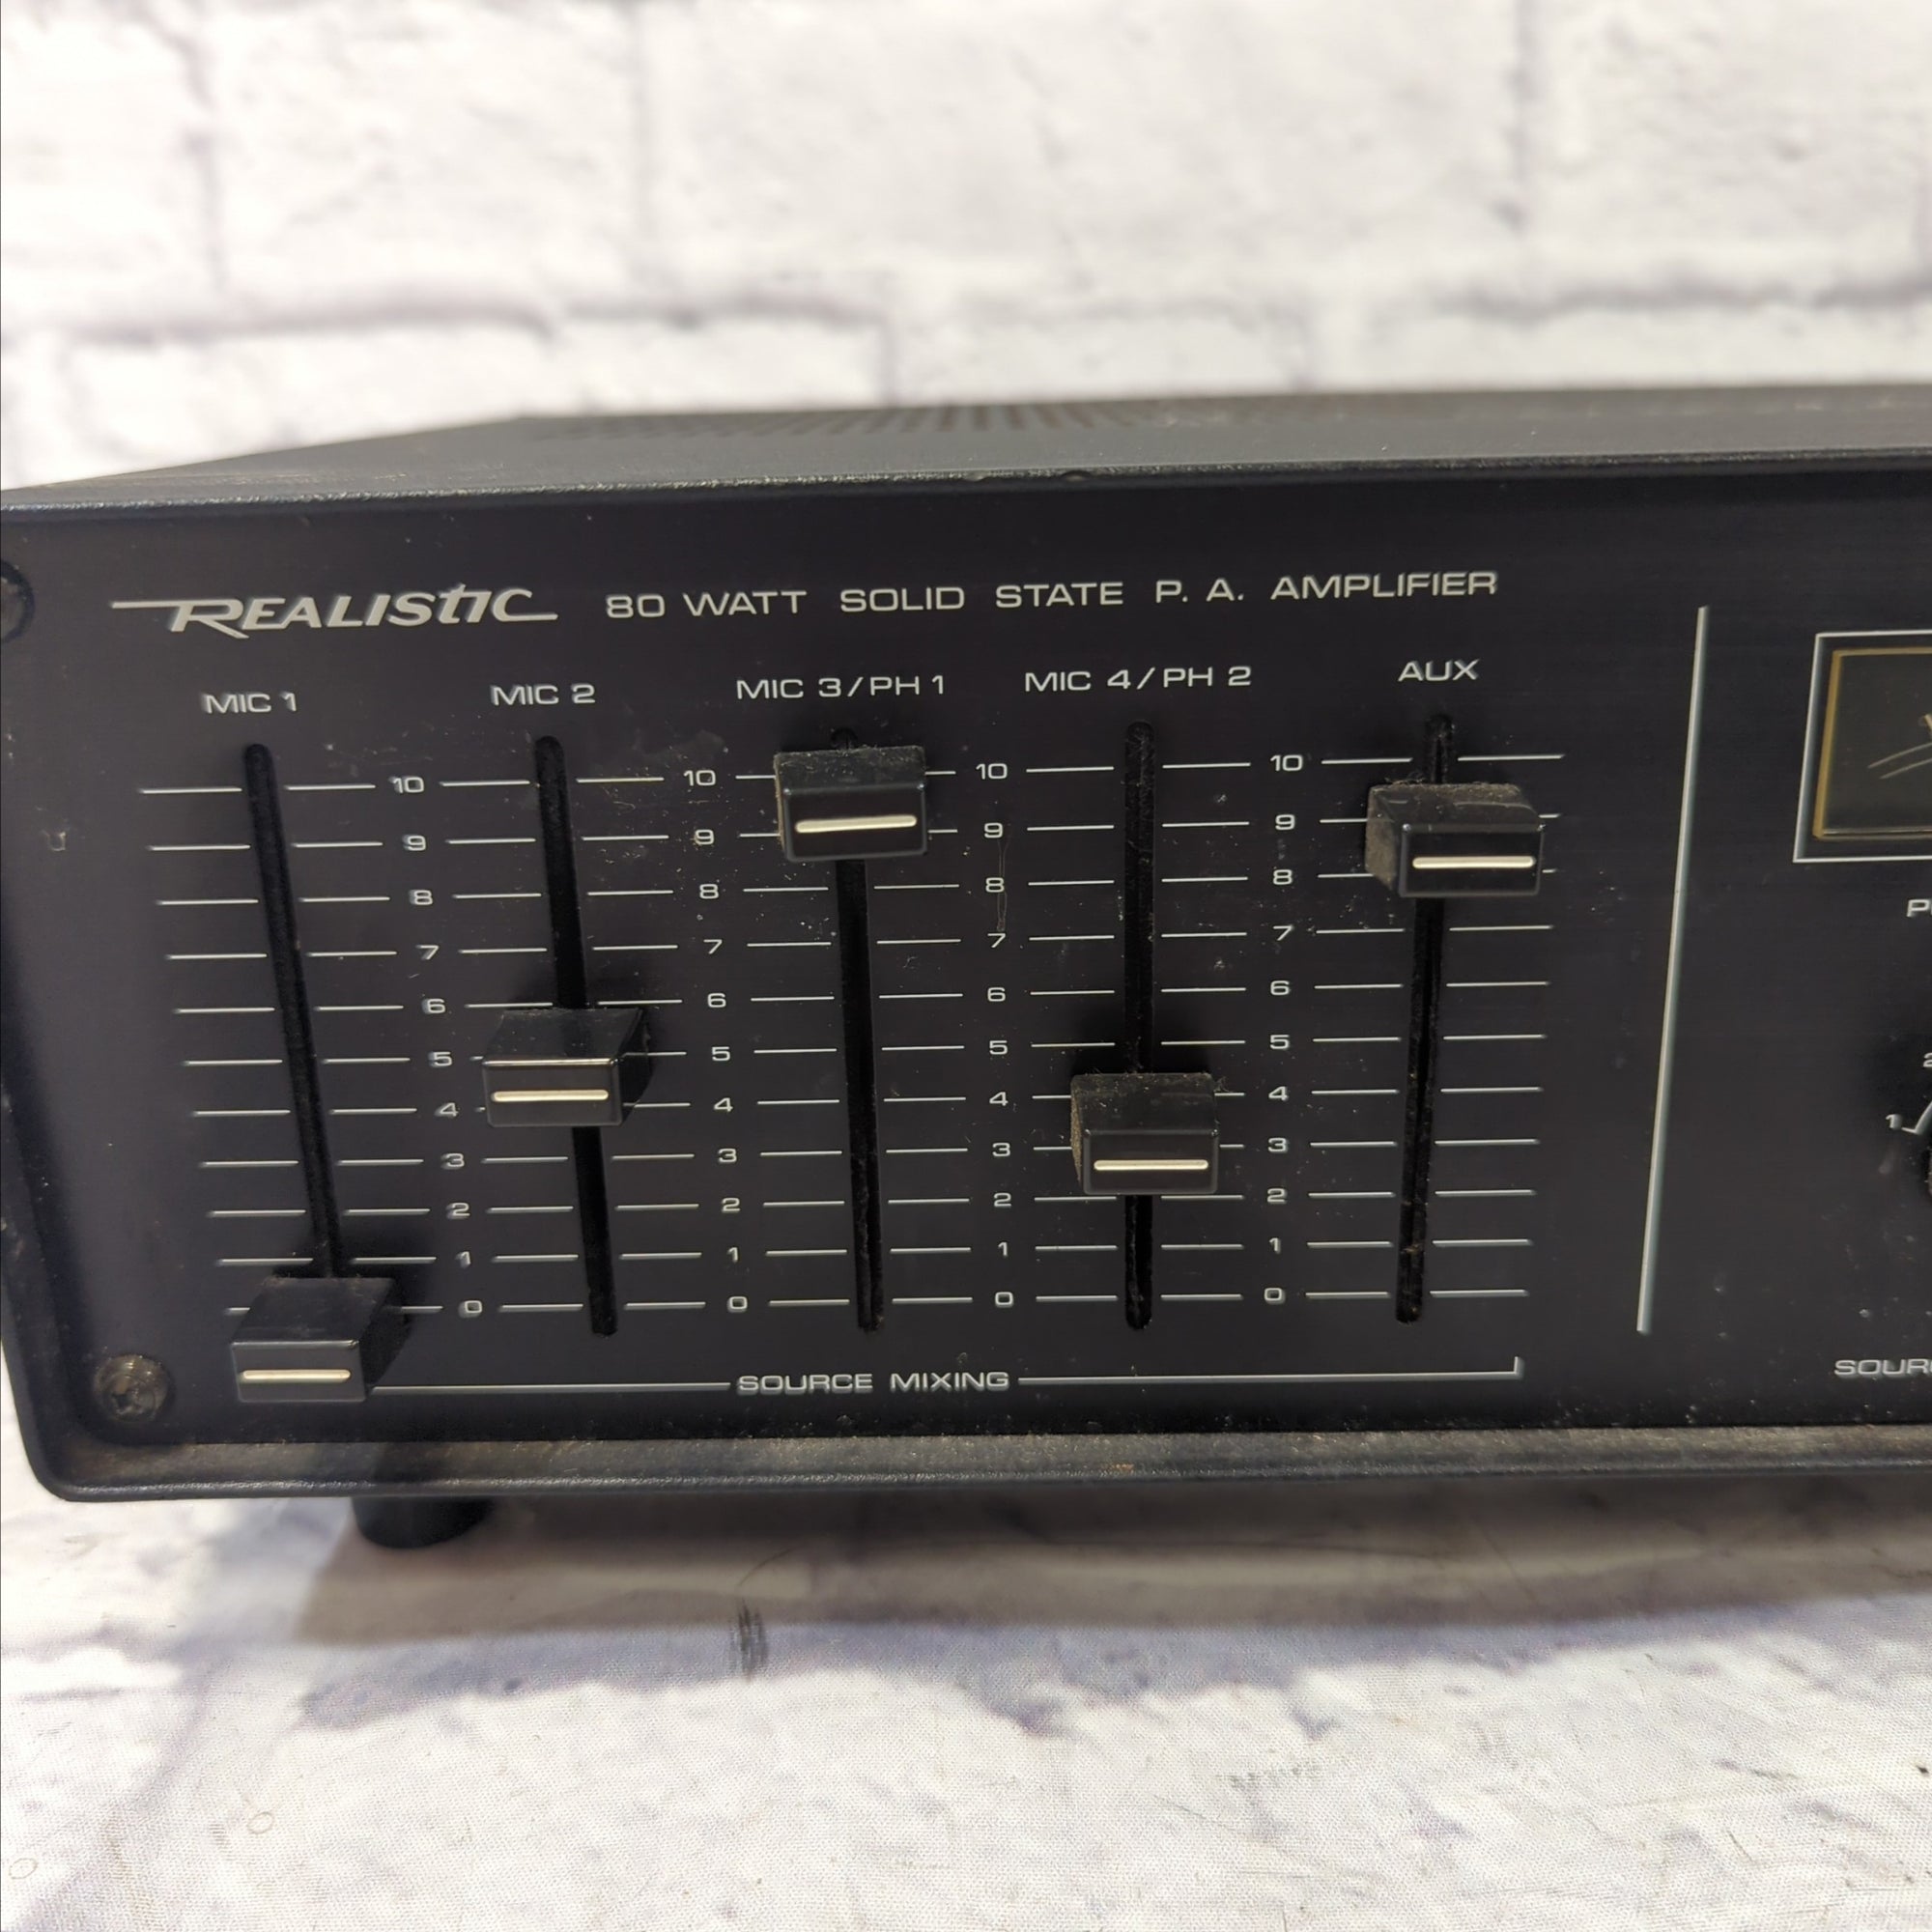 REALISTIC 80 WATT SOLID STATE P. A. AMPLIFIER
MIC 1 MIC 2 MIC 3/PH 1 MIC 4/PH 2 AUX
10 10 10 10
9 9 9 9
8 8 8 8
7 7 7 7
6 6 6 6
5 5 5 5
4 4 4 4
3 3 3 3
2 2 2 2
1 1 1 1
0 0 0 0
SOURCE MIXING
1